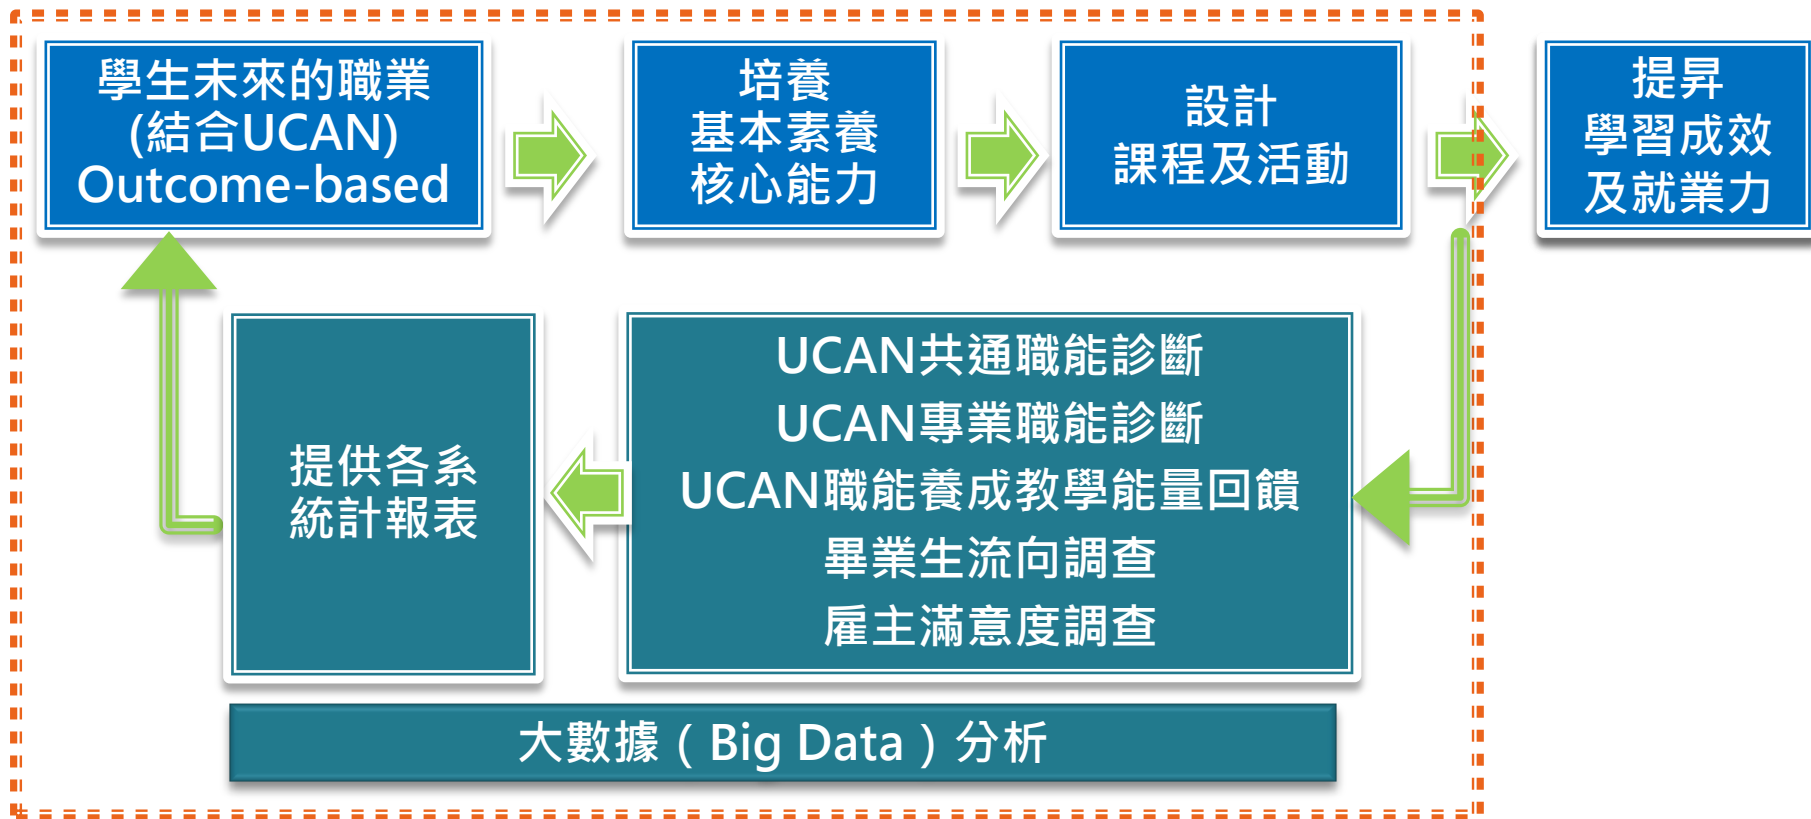 學生未來的職業
(結合UCAN)
Outcome-based
培養
基本素養
核心能力
設計
課程及活動
提昇
學習成效
及就業力
提供各系
統計報表
UCAN共通職能診斷
UCAN專業職能診斷
UCAN職能養成教學能量回饋
畢業生流向調查
雇主滿意度調查
大數據（Big Data）分析